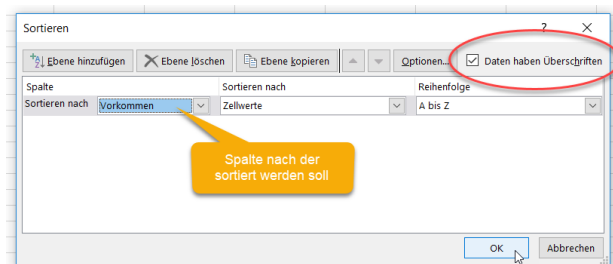 Sortieren ? X
Ebene hinzufügen Ebene löschen Ebene kopieren Optionen... Daten haben Überschriften
Spalte Sortieren nach Reihenfolge
Sortieren nach Vorkommen Zellwerte A bis Z
Spalte nach der
sortiert werden soll
OK Abbrechen